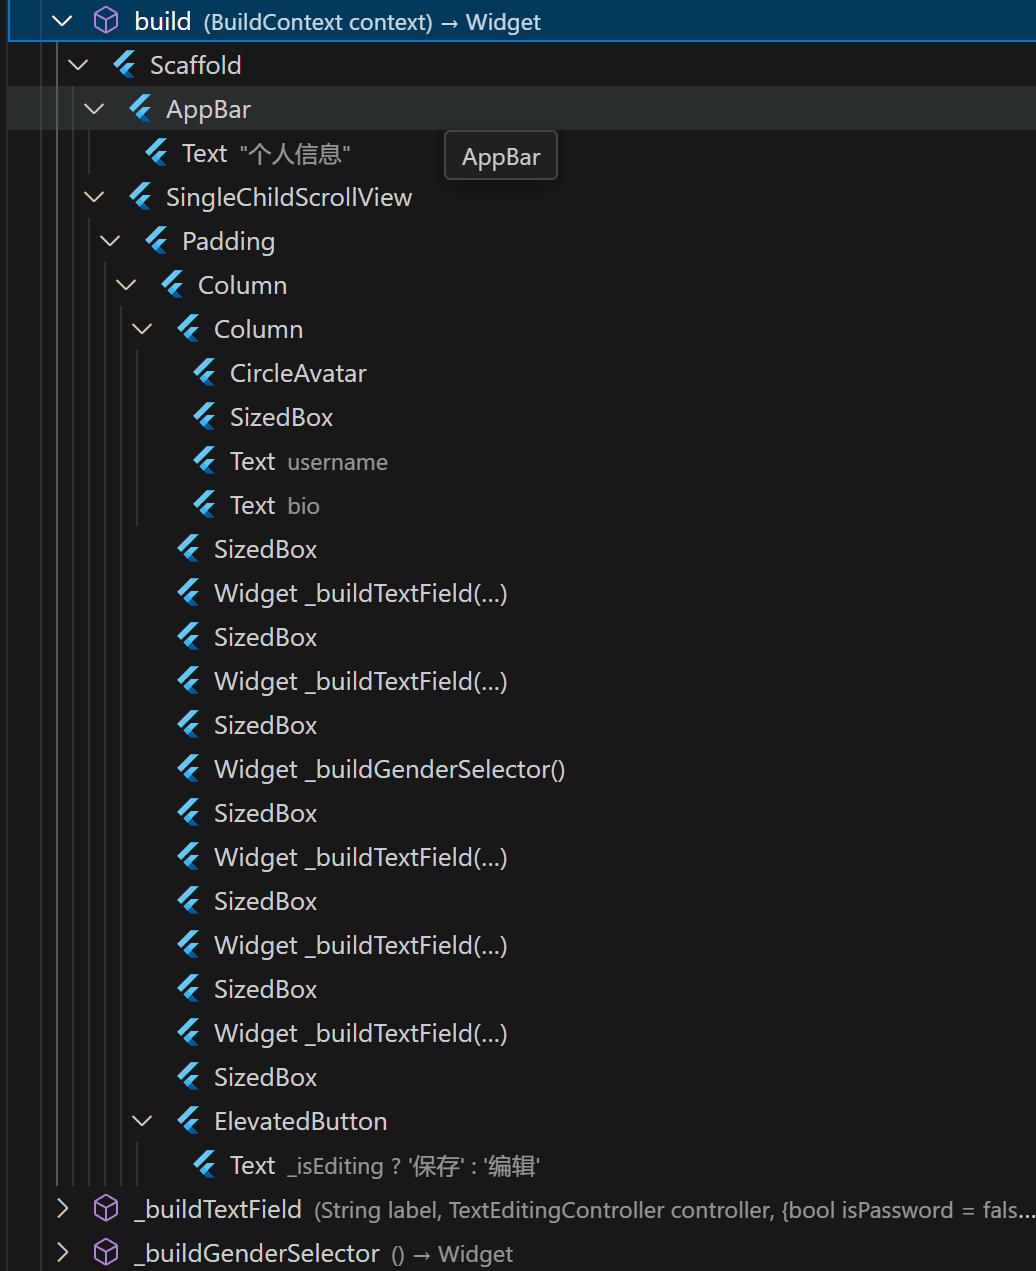 build (BuildContext context) → Widget
Scaffold
AppBar
Text "个人信息"
AppBar
SingleChildScrollView
Padding
Column
Column
CircleAvatar
SizedBox
Text username
Text bio
SizedBox
Widget _buildTextField(...)
SizedBox
Widget _buildTextField(...)
SizedBox
Widget _buildGenderSelector()
SizedBox
Widget _buildTextField(...)
SizedBox
Widget _buildTextField(...)
SizedBox
Widget _buildTextField(...)
SizedBox
ElevatedButton
Text _isEditing ? '保存' : '编辑'
_buildTextField (String label, TextEditingController controller, {bool isPassword = fals...
_buildGenderSelector () → Widget